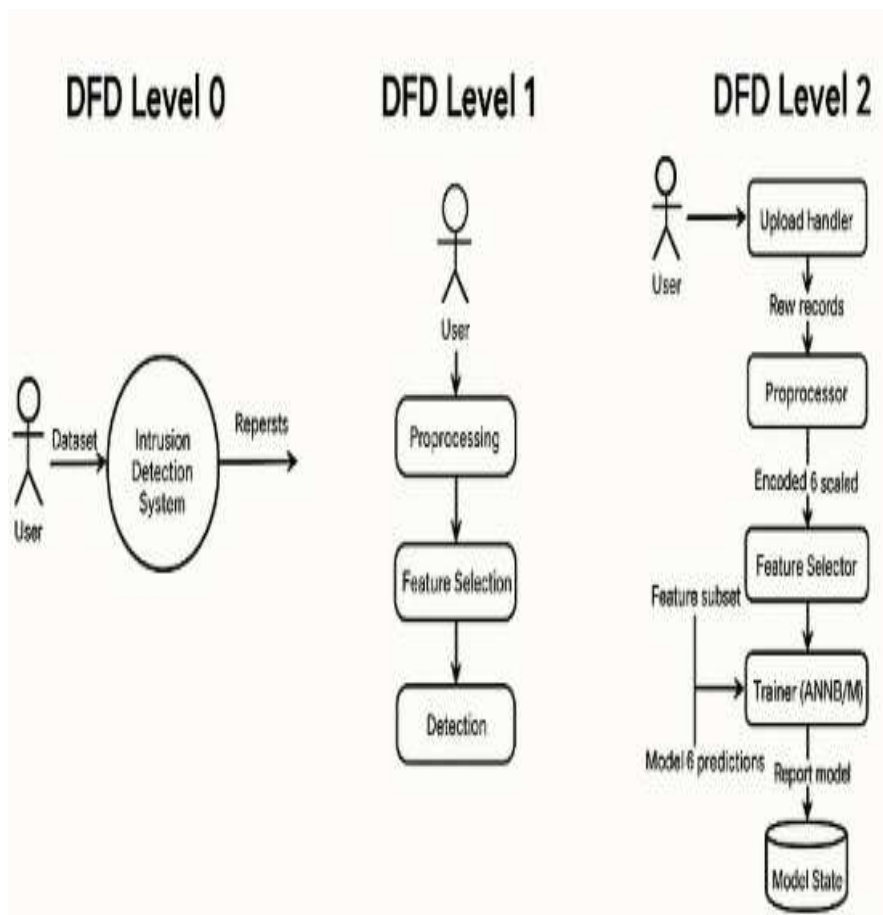 DFD Level 0
User
Dataset
Intrusion
Detection
System
Repersts
DFD Level 1
User
Proprocessing
Feature Selection
Detection
DFD Level 2
User
Upload Handler
Rew records
Proprocessor
Encoded 6 scaled
Feature Selector
Feature subset
Trainer (ANNB/M)
Model 6 predictions
Report model
Model State